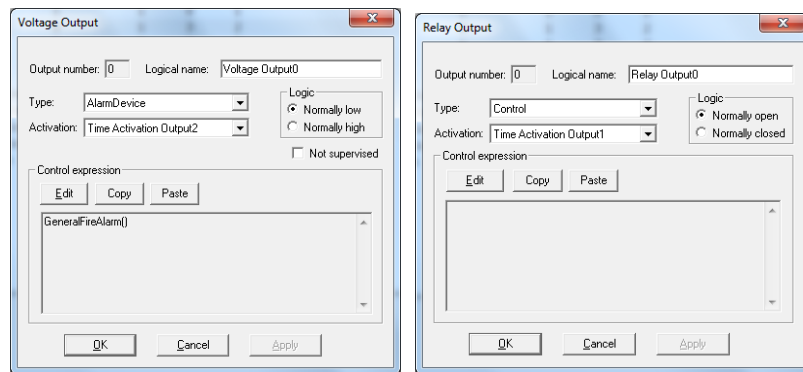 Voltage Output
Output number: 0 Logical name: Voltage Output0
Type: AlarmDevice
Activation: Time Activation Output2
Logic
Normally low
Normally high
Not supervised
Control expression
Edit Copy Paste
GeneralFireAlarm()
OK Cancel Apply
Relay Output
Output number: 0 Logical name: Relay Output0
Type: Control
Activation: Time Activation Output1
Logic
Normally open
Normally closed
Control expression
Edit Copy Paste
OK Cancel Apply